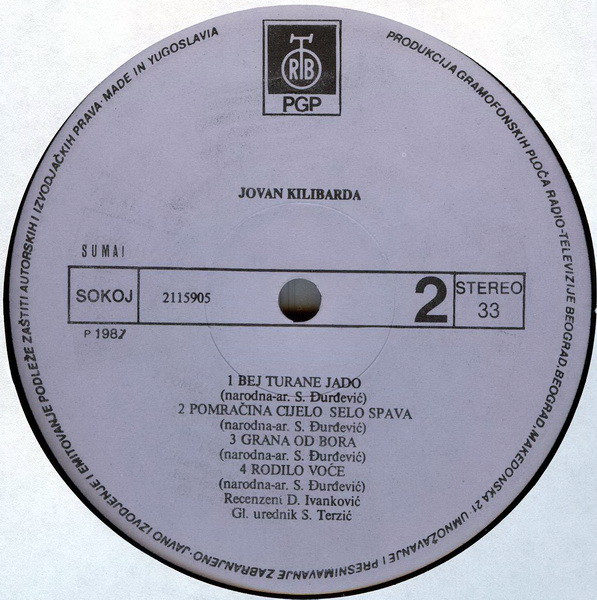 RTB
PGP
PRODUKCIJA GRAMOFONSKIH PLOČA RADIO-TELEVIZIJE BEOGRAD, BEOGRAD, MAKEDONSKA 21 · UMNOŽAVANJE I PRESNIMAVANJE ZABRANJENO · JAVNO IZVODJENJE I EMITOVANJE PODLEŽE ZAŠTITI AUTORSKIH I IZVODJAČKIH PRAVA · MADE IN YUGOSLAVIA
JOVAN KILIBARDA
SUMAI
SOKOJ 2115905 2 STEREO 33
P 1987
1 BEJ TURANE JADO
(narodna-ar. S. Đurđević)
2 POMRAČINA CIJELO SELO SPAVA
(narodna-ar. S. Đurđević)
3 GRANA OD BORA
(narodna-ar. S. Đurđević)
4 RODILO VOĆE
(narodna-ar. S. Đurđević)
Recenzeni D. Ivanković
Gl. urednik S. Terzić